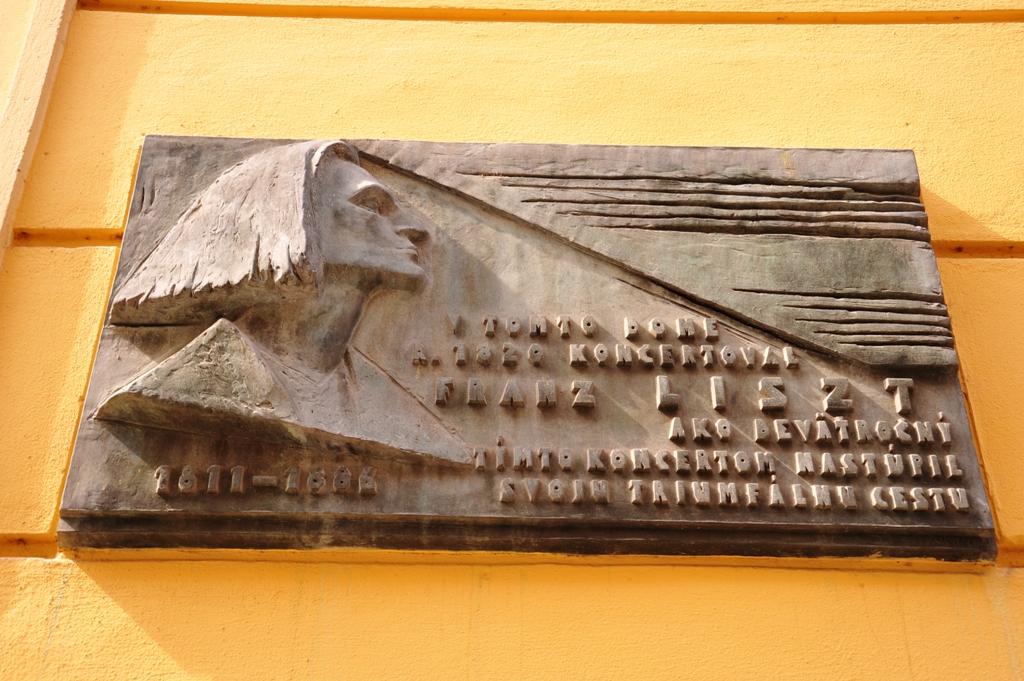 V TOMTO DOME
R. 1820 KONCERTOVAL
FRANZ LISZT
AKO DEVÄŤROČNÝ
TÝMTO KONCERTOM NASTÚPIL
SVOJU TRIUMFÁLNU CESTU
1811-1886